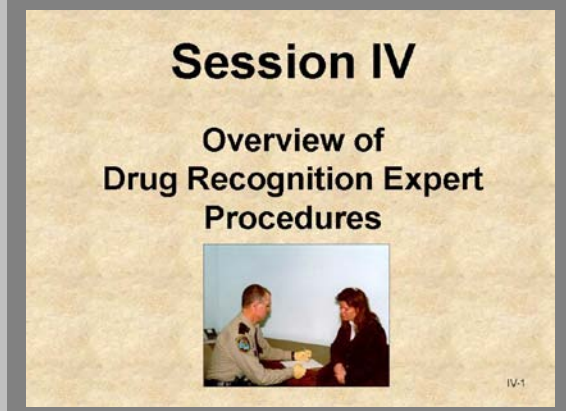 Session IV
Overview of
Drug Recognition Expert
Procedures
IV-1